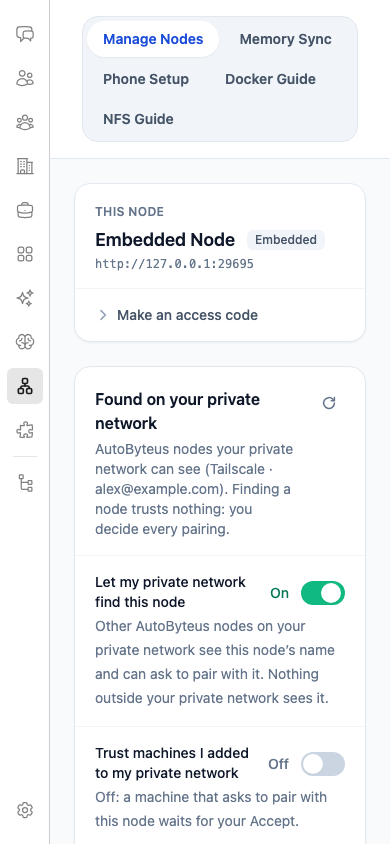 Manage Nodes
Memory Sync
Phone Setup
Docker Guide
NFS Guide
THIS NODE
Embedded Node
Embedded
http://127.0.0.1:29695
Make an access code
Found on your private
network
AutoByteus nodes your private
network can see (Tailscale ·
alex@example.com). Finding a
node trusts nothing: you
decide every pairing.
Let my private network
find this node
On
Other AutoByteus nodes on your
private network see this node’s name
and can ask to pair with it. Nothing
outside your private network sees it.
Trust machines I added
to my private network
Off
Off: a machine that asks to pair with
this node waits for your Accept.